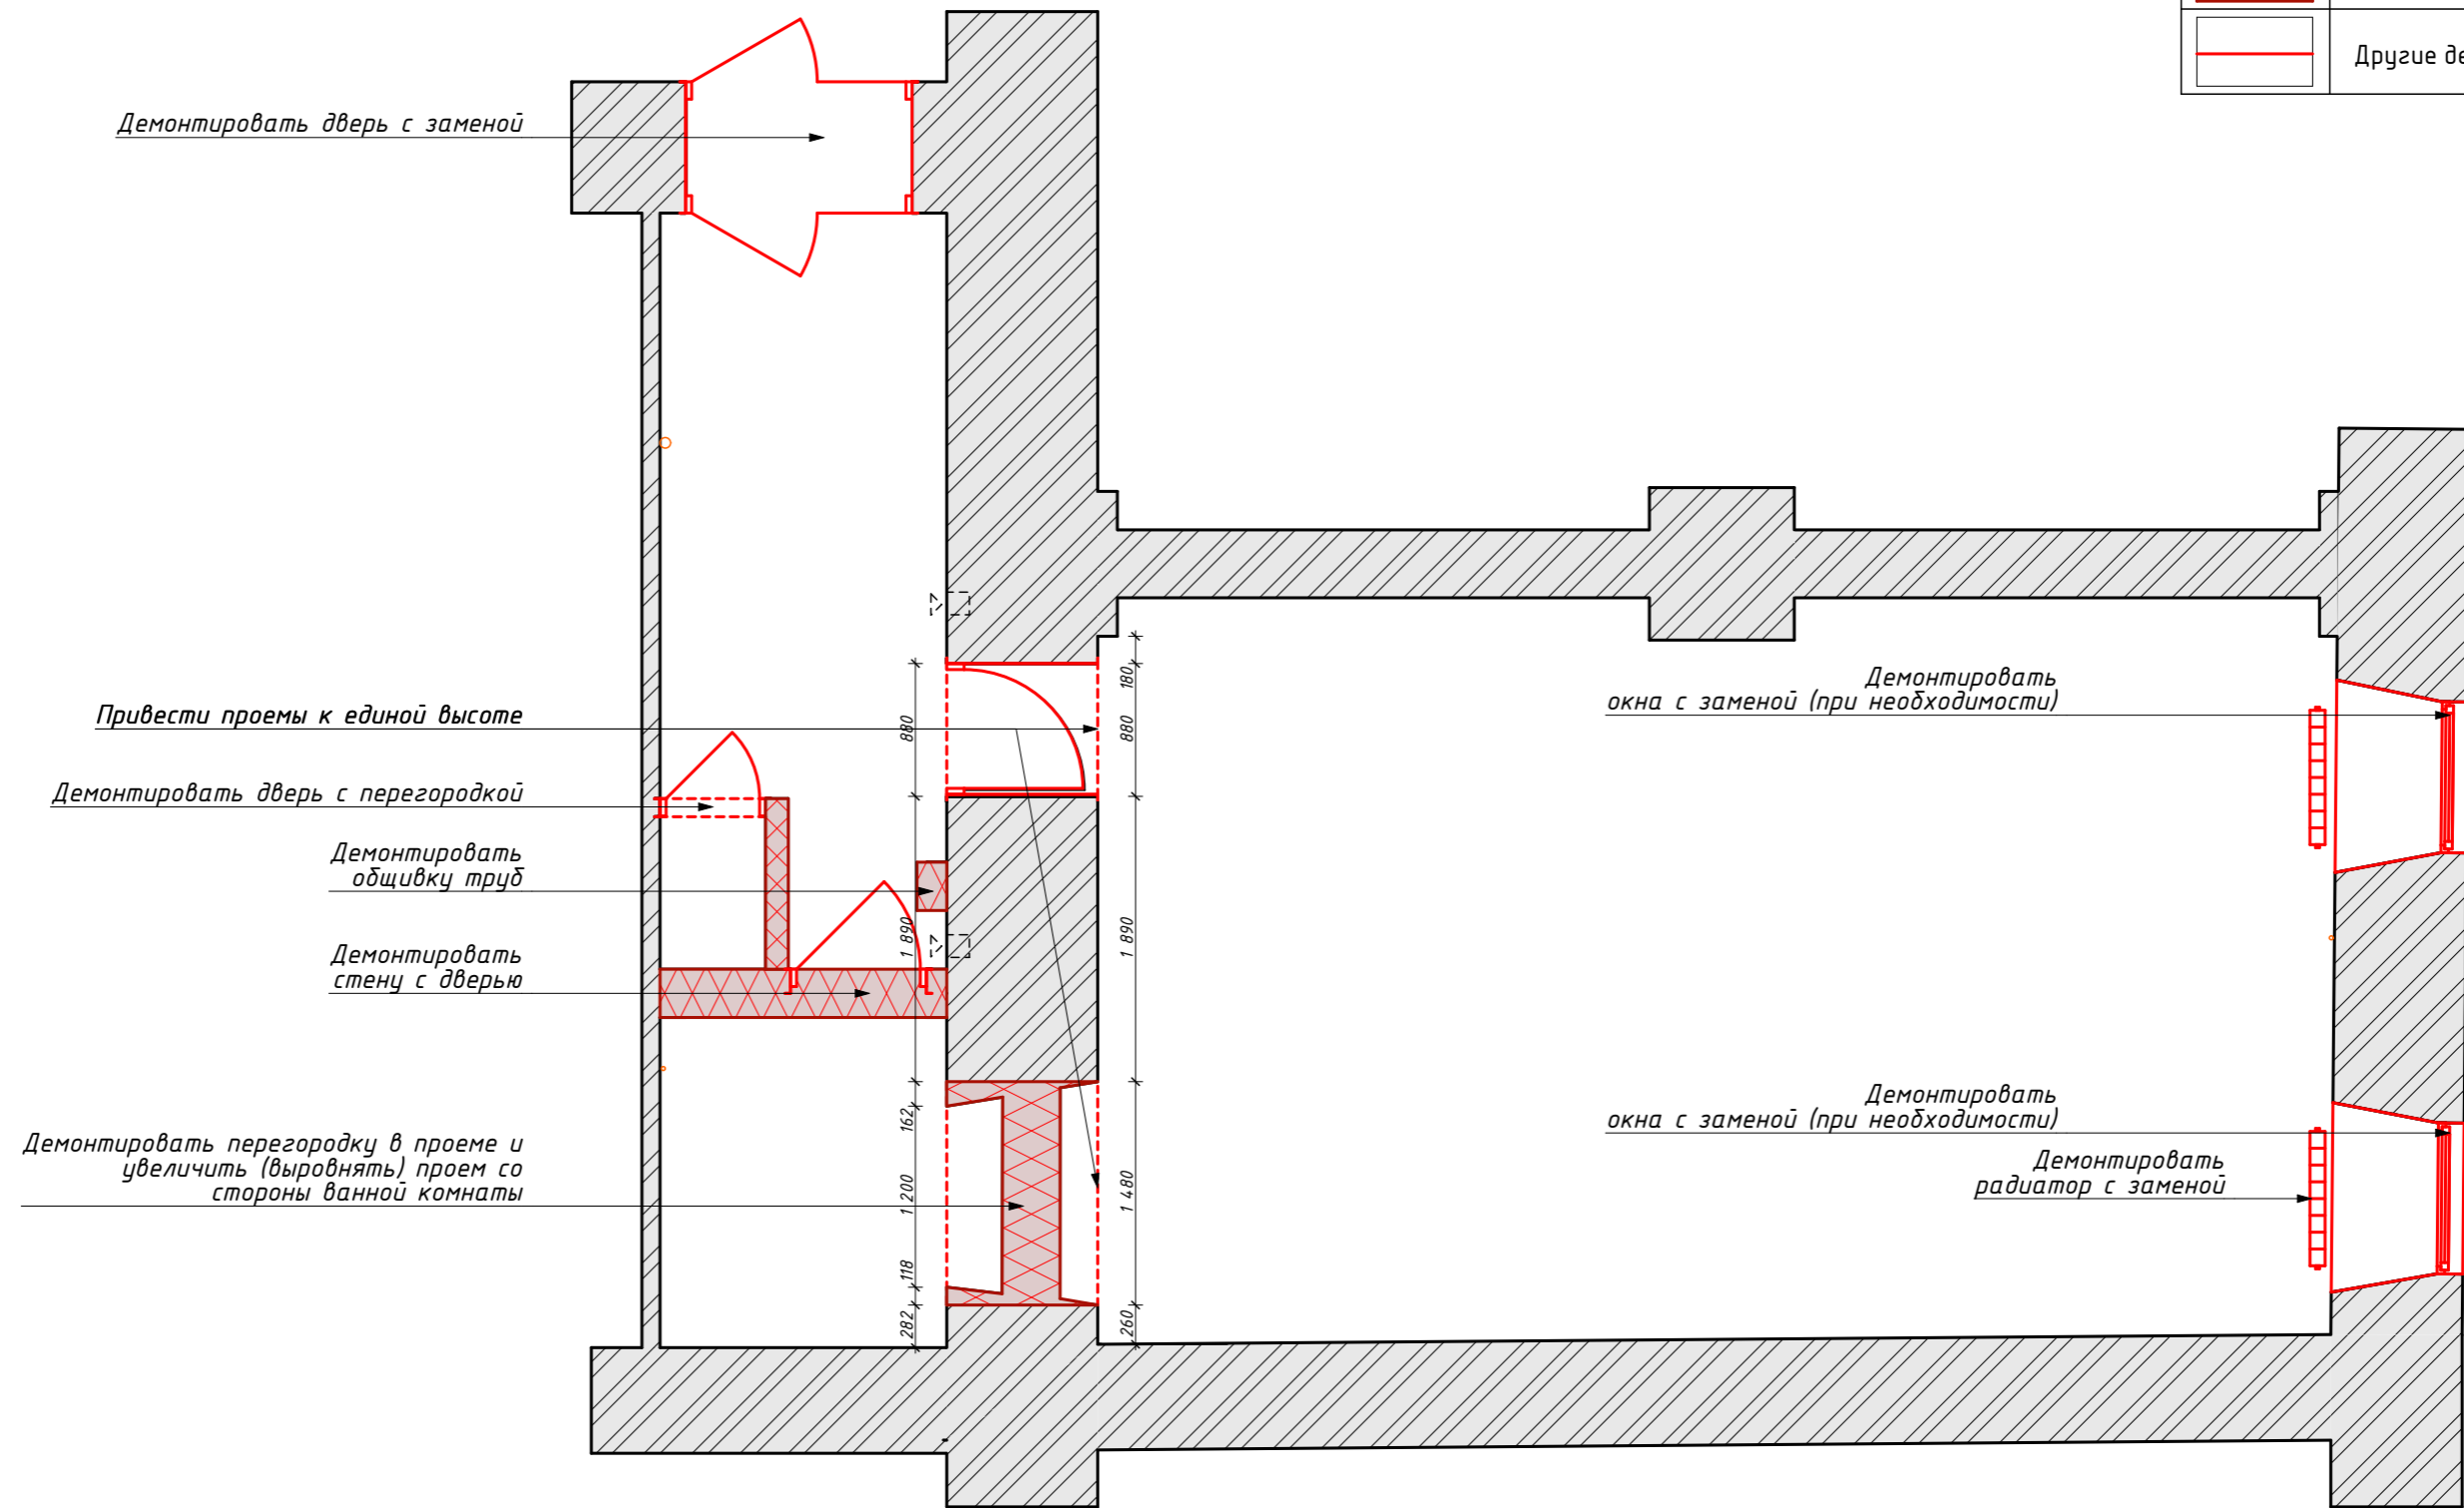 Другие де
Демонтировать дверь с заменой
Привести проемы к единой высоте
Демонтировать дверь с перегородкой
Демонтировать
общивку труб
Демонтировать
стену с дверью
Демонтировать перегородку в проеме и
увеличить (выровнять) проем со
стороны ванной комнаты
880
1 890
162
1 200
118
282
180
880
1 890
1 480
260
Демонтировать
окна с заменой (при необходимости)
Демонтировать
окна с заменой (при необходимости)
Демонтировать
радиатор с заменой